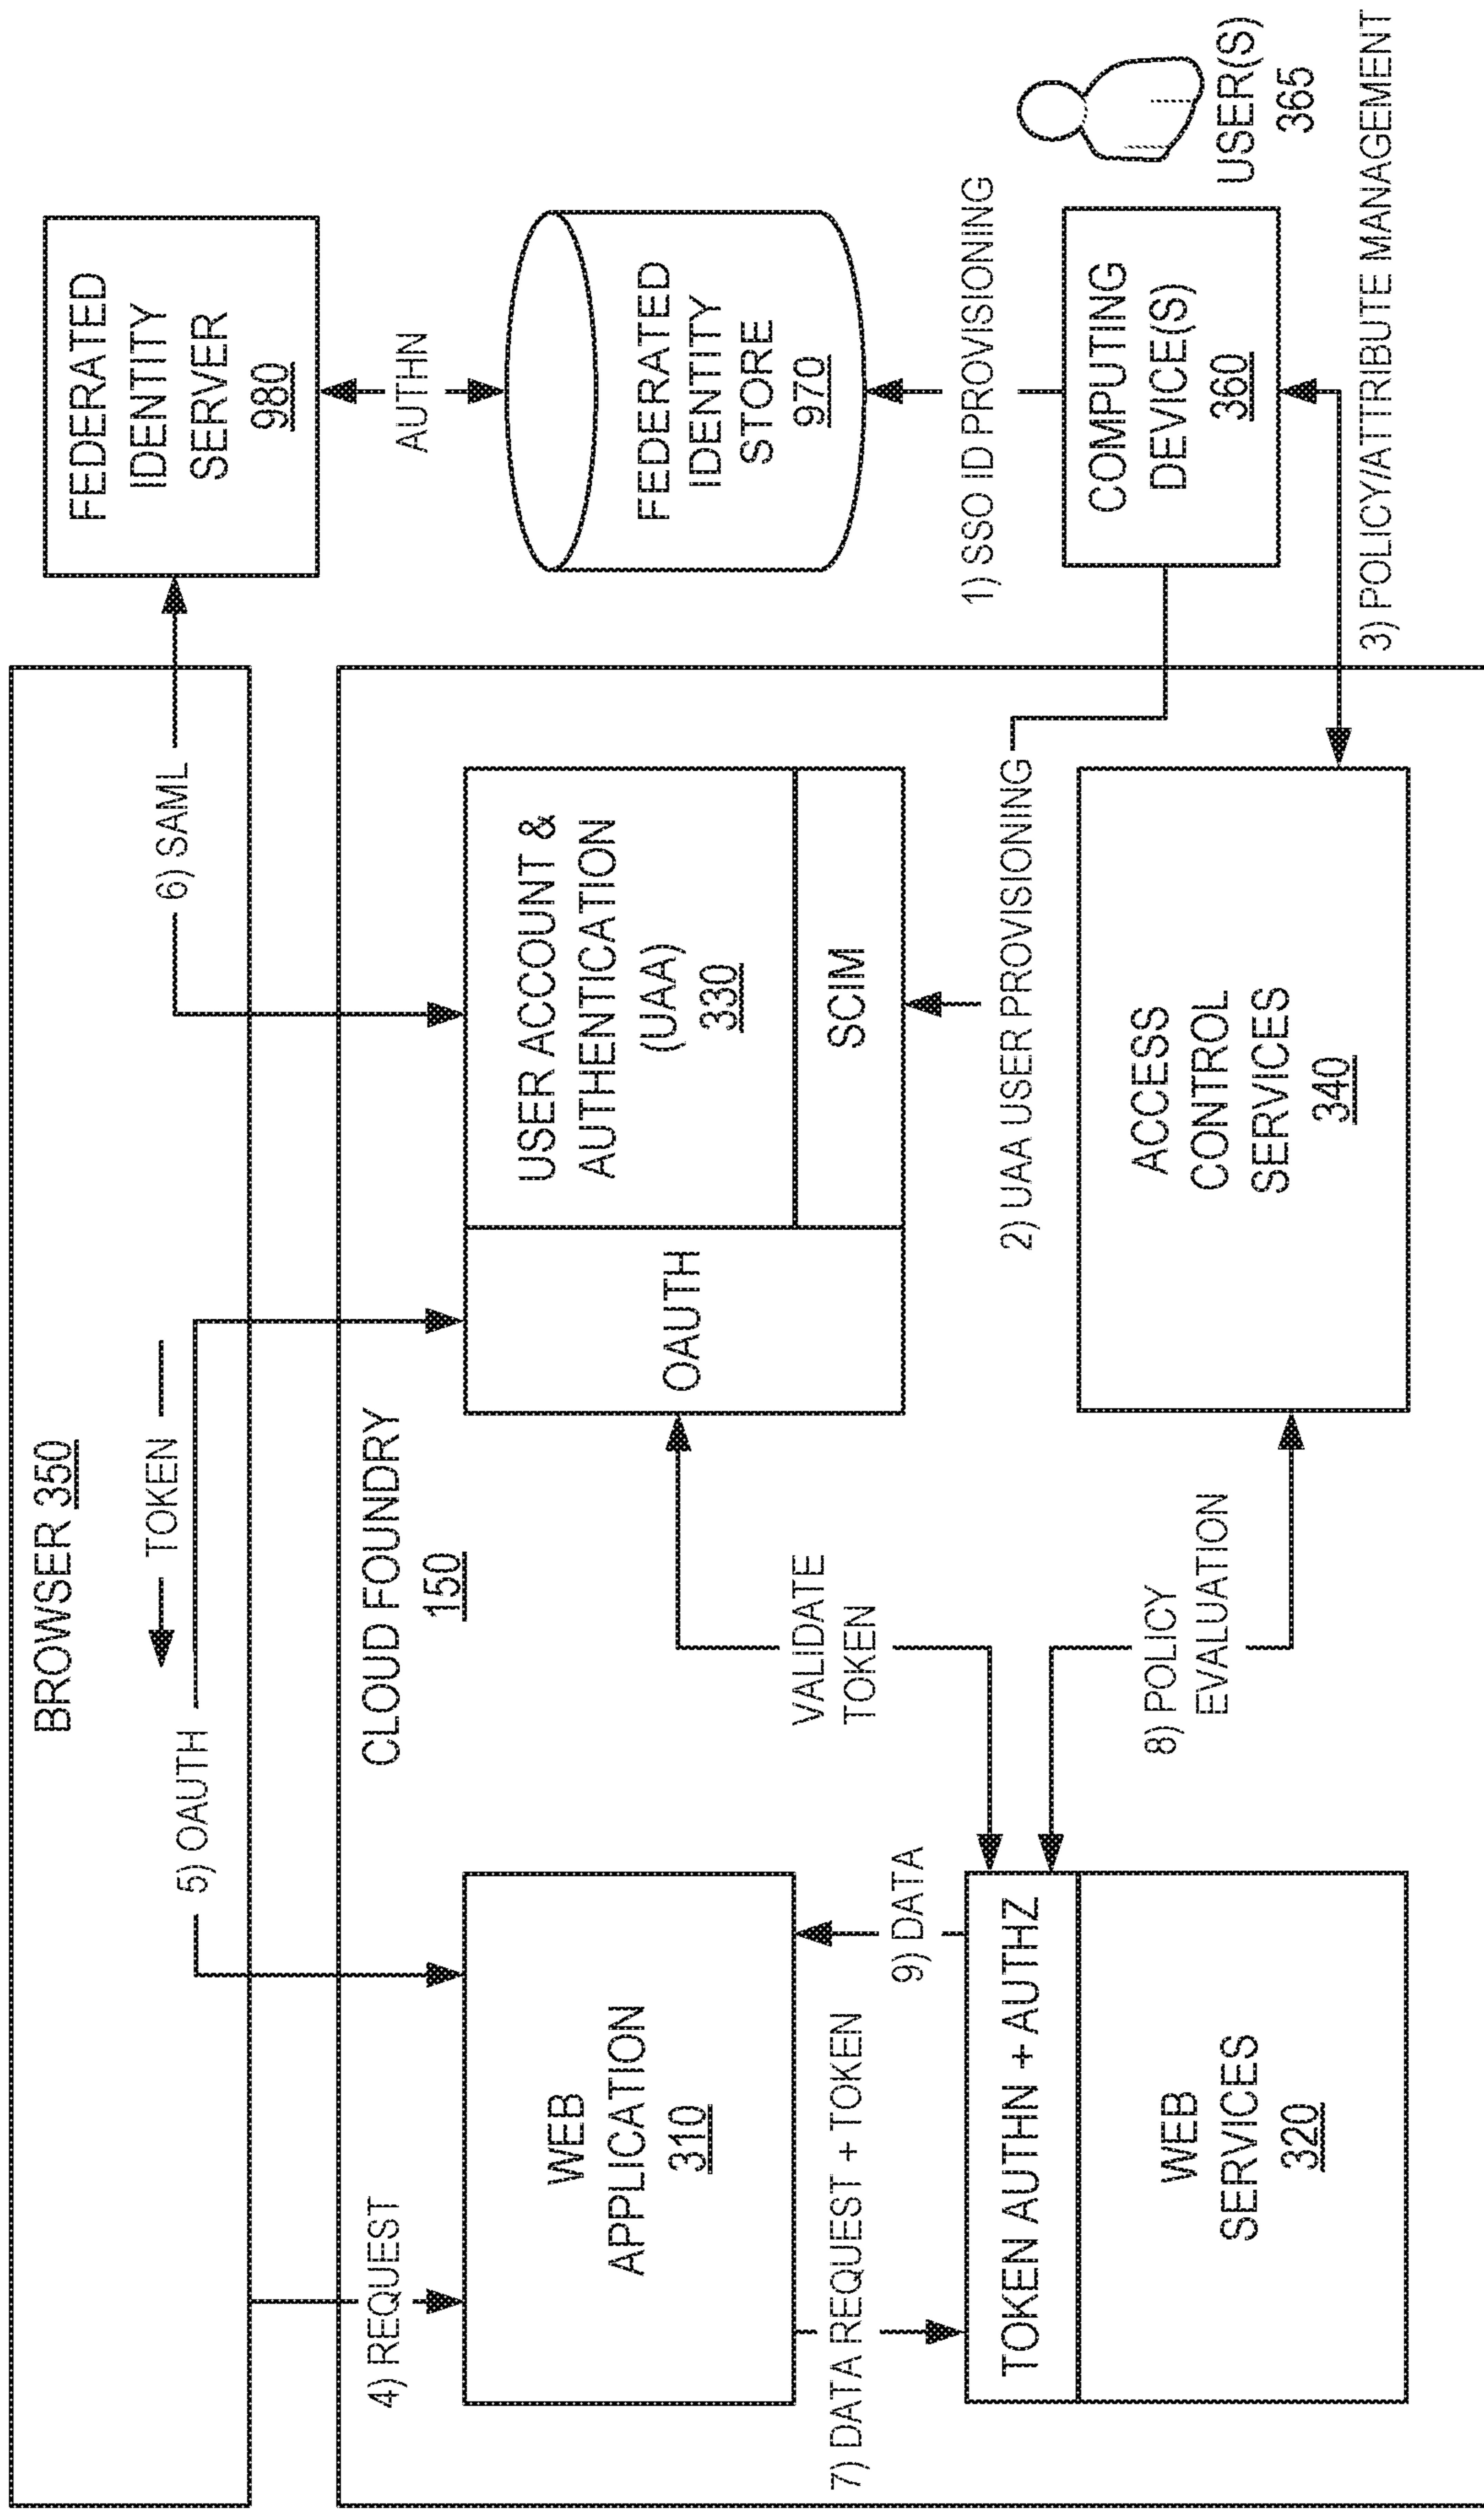 BROWSER 350
TOKEN
5) OAUTH
6) SAML
FEDERATED
IDENTITY
SERVER
980
AUTHN
FEDERATED
IDENTITY
STORE
970
1) SSO ID PROVISIONING
COMPUTING
DEVICE(S)
360
USER(S)
365
3) POLICY/ATTRIBUTE MANAGEMENT
CLOUD FOUNDRY
150
4) REQUEST
WEB
APPLICATION
310
USER ACCOUNT &
AUTHENTICATION
(UAA)
330
OAUTH
SCIM
2) UAA USER PROVISIONING
VALIDATE
TOKEN
7) DATA REQUEST + TOKEN
9) DATA
TOKEN AUTHN + AUTHZ
WEB
SERVICES
320
8) POLICY
EVALUATION
ACCESS
CONTROL
SERVICES
340